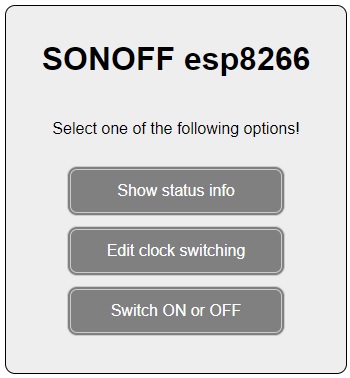 SONOFF esp8266
Select one of the following options!
Show status info
Edit clock switching
Switch ON or OFF